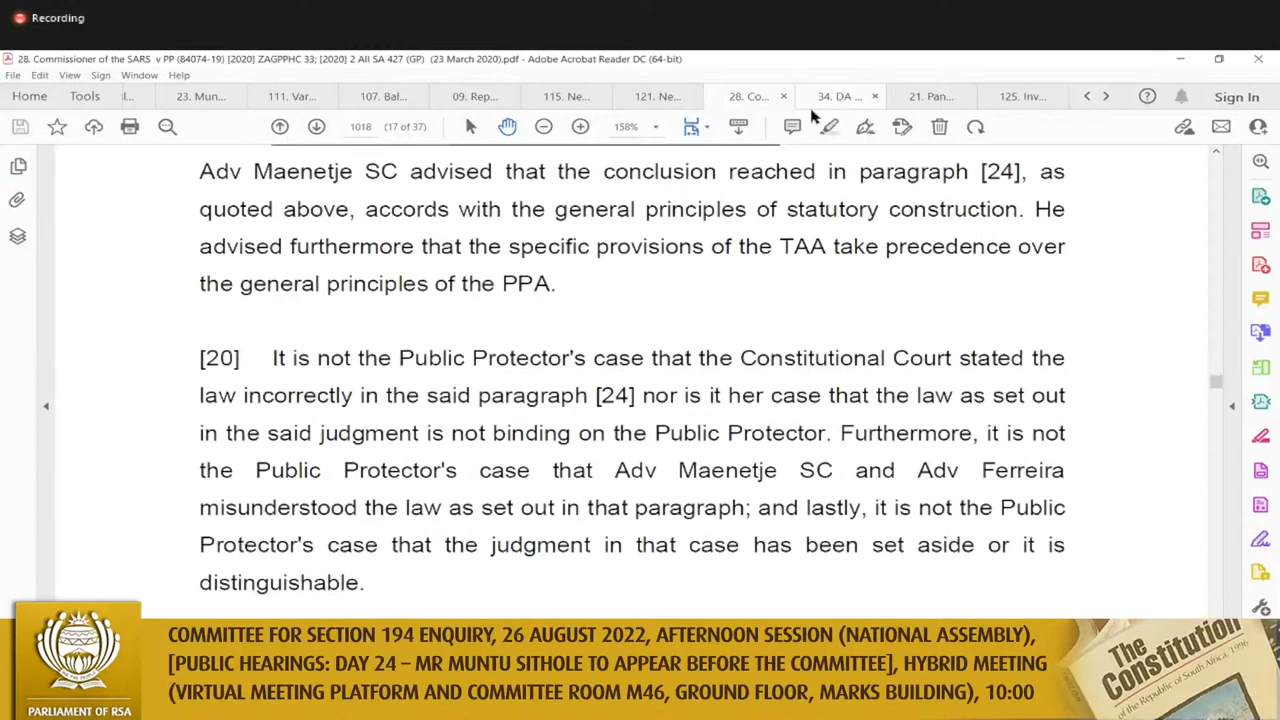 Recording
28. Commissioner of the SARS v PP (84074-19) [2020] ZAGPPHC 33; [2020] 2 All SA 427 (GP) (23 March 2020).pdf - Adobe Acrobat Reader DC (64-bit)
File Edit View Sign Window Help
Home Tools 23. Mun... 111. Var... 107. Bal... 09. Rep... 115. Ne... 121. Ne... 28. Co... 34. DA ... 21. Pan... 125. Inv... Sign In
1018 (17 of 37) 158%
Adv Maenetje SC advised that the conclusion reached in paragraph [24], as
quoted above, accords with the general principles of statutory construction. He
advised furthermore that the specific provisions of the TAA take precedence over
the general principles of the PPA.
[20] It is not the Public Protector's case that the Constitutional Court stated the
law incorrectly in the said paragraph [24] nor is it her case that the law as set out
in the said judgment is not binding on the Public Protector. Furthermore, it is not
the Public Protector's case that Adv Maenetje SC and Adv Ferreira
misunderstood the law as set out in that paragraph; and lastly, it is not the Public
Protector's case that the judgment in that case has been set aside or it is
distinguishable.
COMMITTEE FOR SECTION 194 ENQUIRY, 26 AUGUST 2022, AFTERNOON SESSION (NATIONAL ASSEMBLY),
[PUBLIC HEARINGS: DAY 24 – MR MUNTU SITHOLE TO APPEAR BEFORE THE COMMITTEE], HYBRID MEETING
(VIRTUAL MEETING PLATFORM AND COMMITTEE ROOM M46, GROUND FLOOR, MARKS BUILDING), 10:00
PARLIAMENT OF RSA
The
Constitution
of the Republic of South Africa, 1996